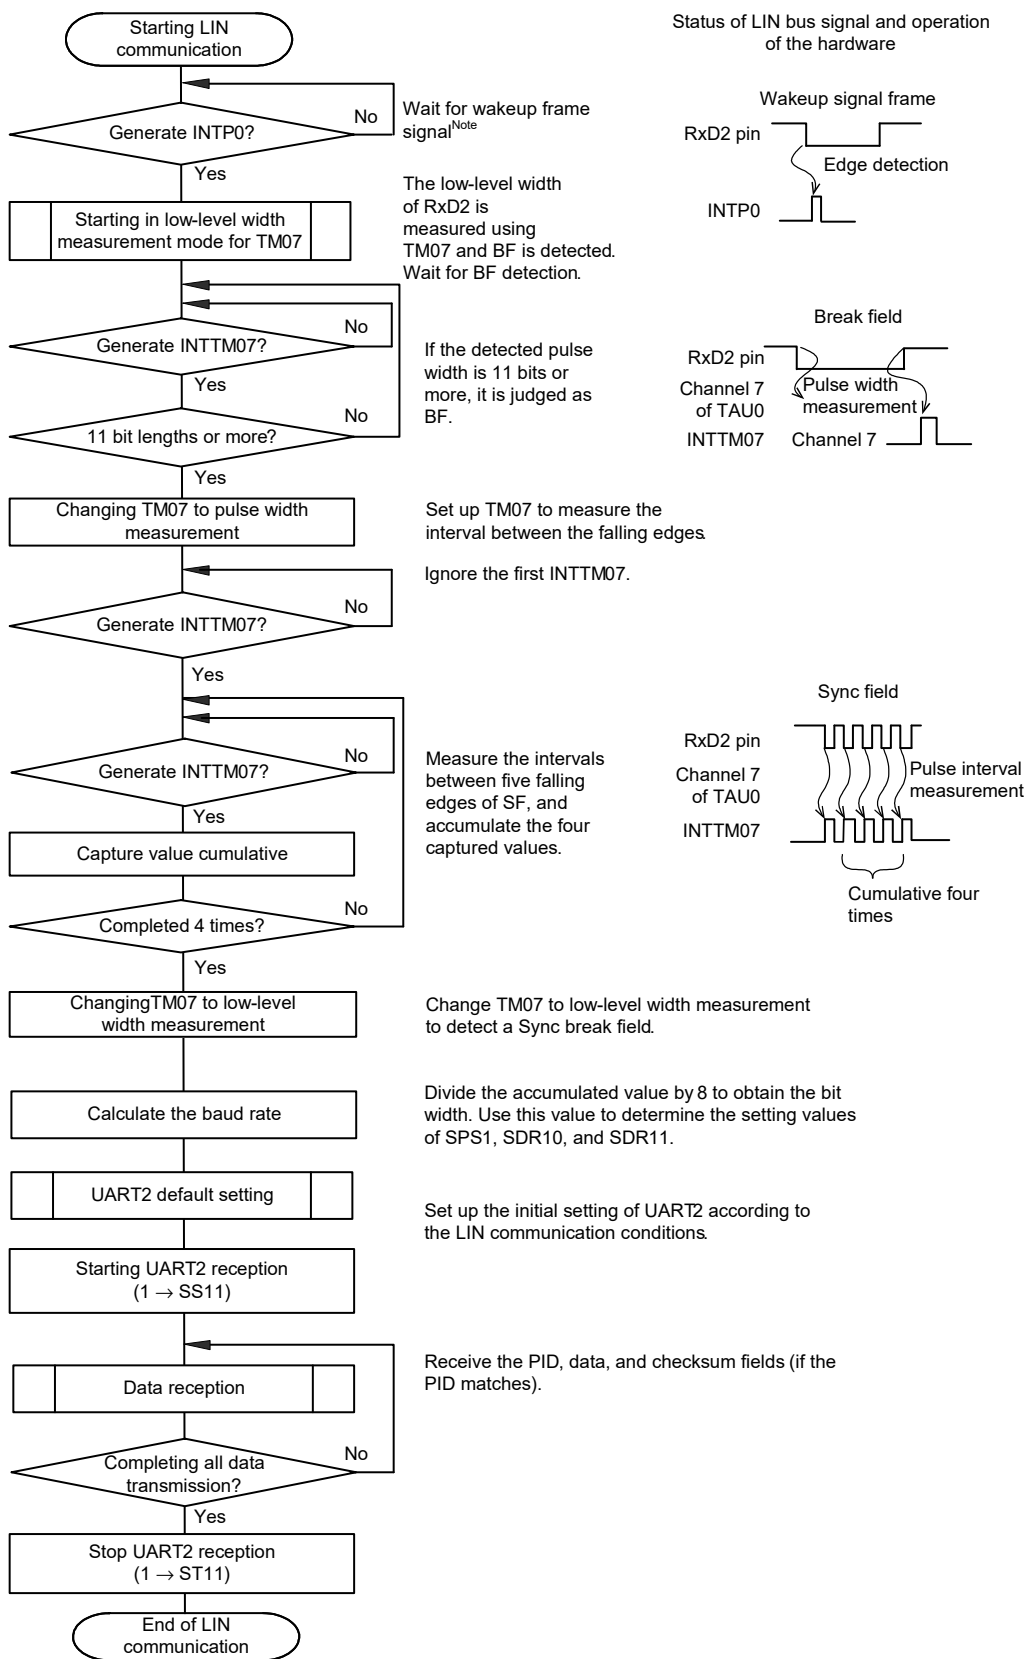 Starting LIN
communication
Status of LIN bus signal and operation
of the hardware
Generate INTP0?
No
Yes
Wait for wakeup frame
signalNote
Wakeup signal frame
RxD2 pin
Edge detection
INTP0
Starting in low-level width
measurement mode for TM07
The low-level width
of RxD2 is
measured using
TM07 and BF is detected.
Wait for BF detection.
Generate INTTM07?
No
Yes
11 bit lengths or more?
No
Yes
If the detected pulse
width is 11 bits or
more, it is judged as
BF.
Break field
RxD2 pin
Channel 7
of TAU0
Pulse width
measurement
INTTM07
Channel 7
Changing TM07 to pulse width
measurement
Set up TM07 to measure the
interval between the falling edges.
Ignore the first INTTM07.
Generate INTTM07?
No
Yes
Generate INTTM07?
No
Yes
Capture value cumulative
Completed 4 times?
No
Yes
Measure the intervals
between five falling
edges of SF, and
accumulate the four
captured values.
Sync field
RxD2 pin
Channel 7
of TAU0
Pulse interval
measurement
INTTM07
Cumulative four
times
ChangingTM07 to low-level
width measurement
Change TM07 to low-level width measurement
to detect a Sync break field.
Calculate the baud rate
Divide the accumulated value by 8 to obtain the bit
width. Use this value to determine the setting values
of SPS1, SDR10, and SDR11.
UART2 default setting
Set up the initial setting of UART2 according to
the LIN communication conditions.
Starting UART2 reception
(1 → SS11)
Data reception
Receive the PID, data, and checksum fields (if the
PID matches).
Completing all data
transmission?
No
Yes
Stop UART2 reception
(1 → ST11)
End of LIN
communication